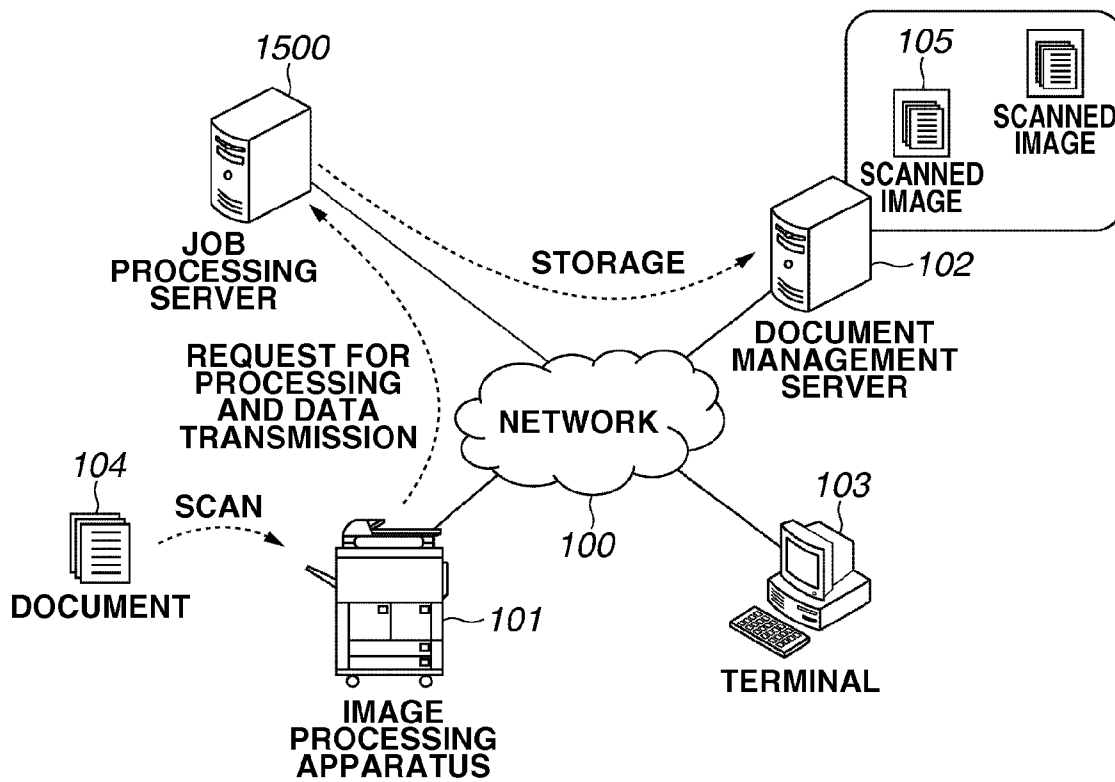 1500
JOB
PROCESSING
SERVER
105
SCANNED
IMAGE
SCANNED
IMAGE
STORAGE
102
DOCUMENT
MANAGEMENT
SERVER
REQUEST FOR
PROCESSING
AND DATA
TRANSMISSION
NETWORK
100
104
SCAN
DOCUMENT
101
IMAGE
PROCESSING
APPARATUS
103
TERMINAL